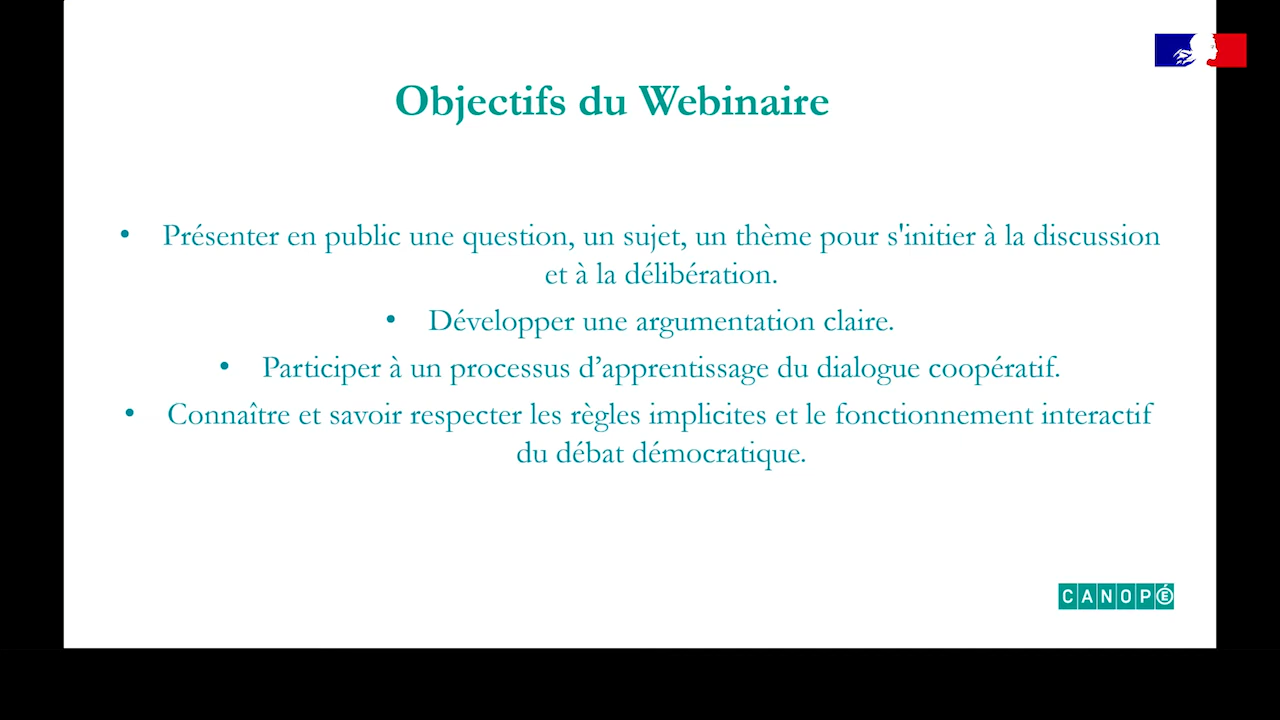 Objectifs du Webinaire
• Présenter en public une question, un sujet, un thème pour s'initier à la discussion
et à la délibération.
• Développer une argumentation claire.
• Participer à un processus d’apprentissage du dialogue coopératif.
• Connaître et savoir respecter les règles implicites et le fonctionnement interactif
du débat démocratique.
CANOPÉ